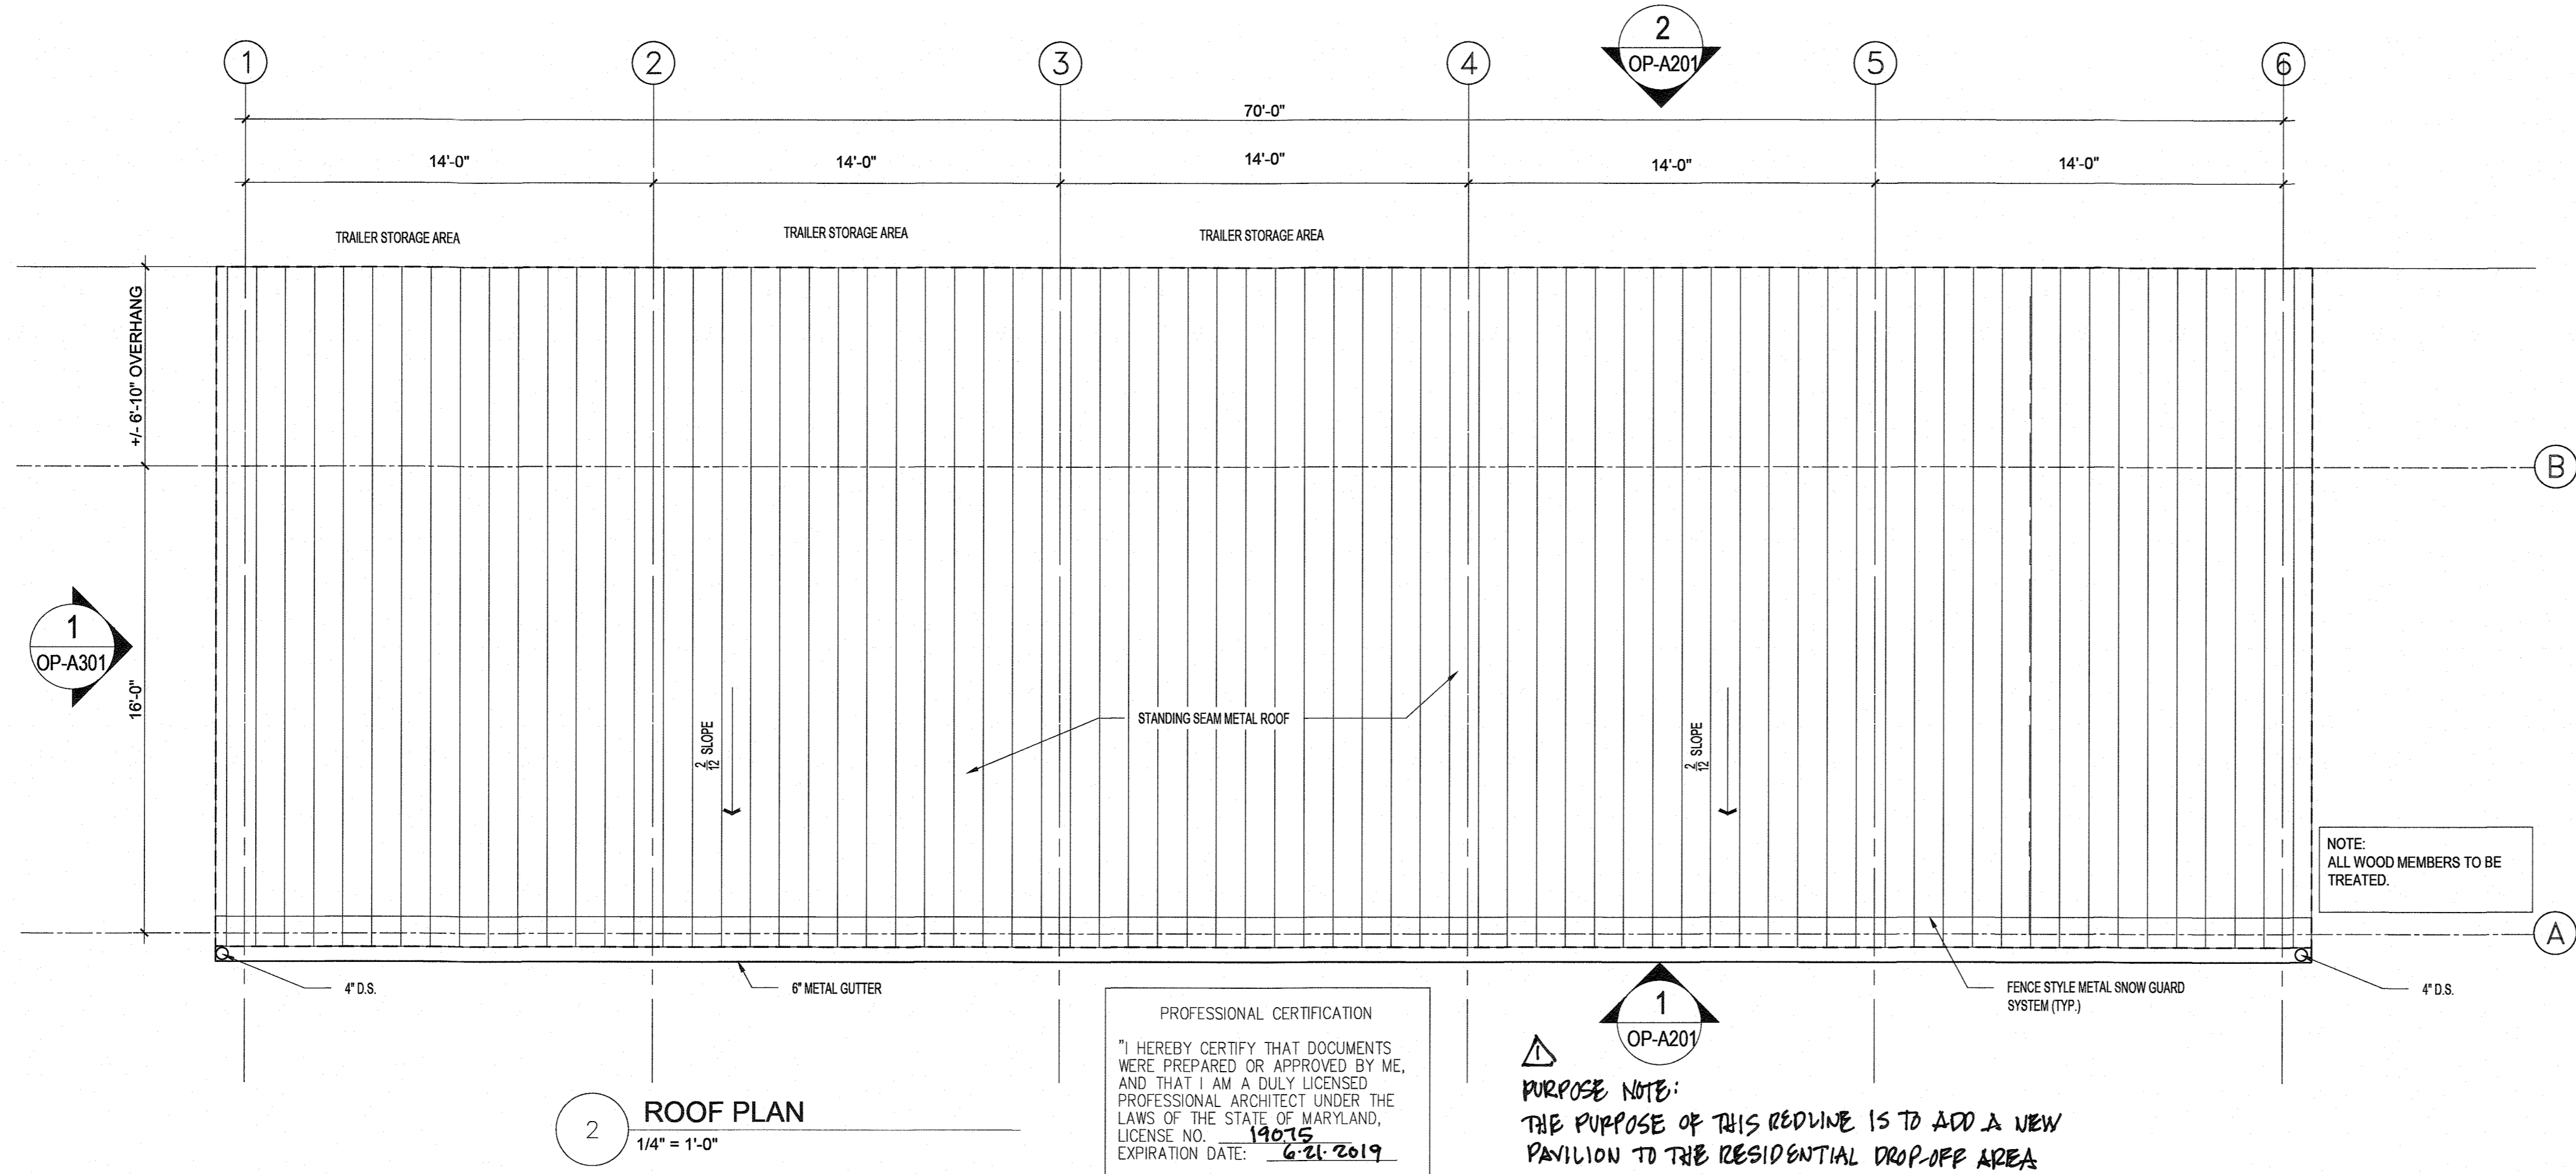 1
2
3
4
2
OP-A201
5
6
70'-0"
14'-0"
14'-0"
14'-0"
14'-0"
14'-0"
TRAILER STORAGE AREA
TRAILER STORAGE AREA
TRAILER STORAGE AREA
+/- 6'-10" OVERHANG
B
1
OP-A301
16'-0"
STANDING SEAM METAL ROOF
2
12 SLOPE
2
12 SLOPE
NOTE:
ALL WOOD MEMBERS TO BE
TREATED.
A
4" D.S.
6" METAL GUTTER
FENCE STYLE METAL SNOW GUARD
SYSTEM (TYP.)
4" D.S.
1
OP-A201
2
ROOF PLAN
1/4" = 1'-0"
PROFESSIONAL CERTIFICATION
"I HEREBY CERTIFY THAT DOCUMENTS
WERE PREPARED OR APPROVED BY ME,
AND THAT I AM A DULY LICENSED
PROFESSIONAL ARCHITECT UNDER THE
LAWS OF THE STATE OF MARYLAND,
LICENSE NO. 19075
EXPIRATION DATE: 6·21·2019
1
PURPOSE NOTE:
THE PURPOSE OF THIS REDLINE IS TO ADD A NEW
PAVILION TO THE RESIDENTIAL DROP-OFF AREA